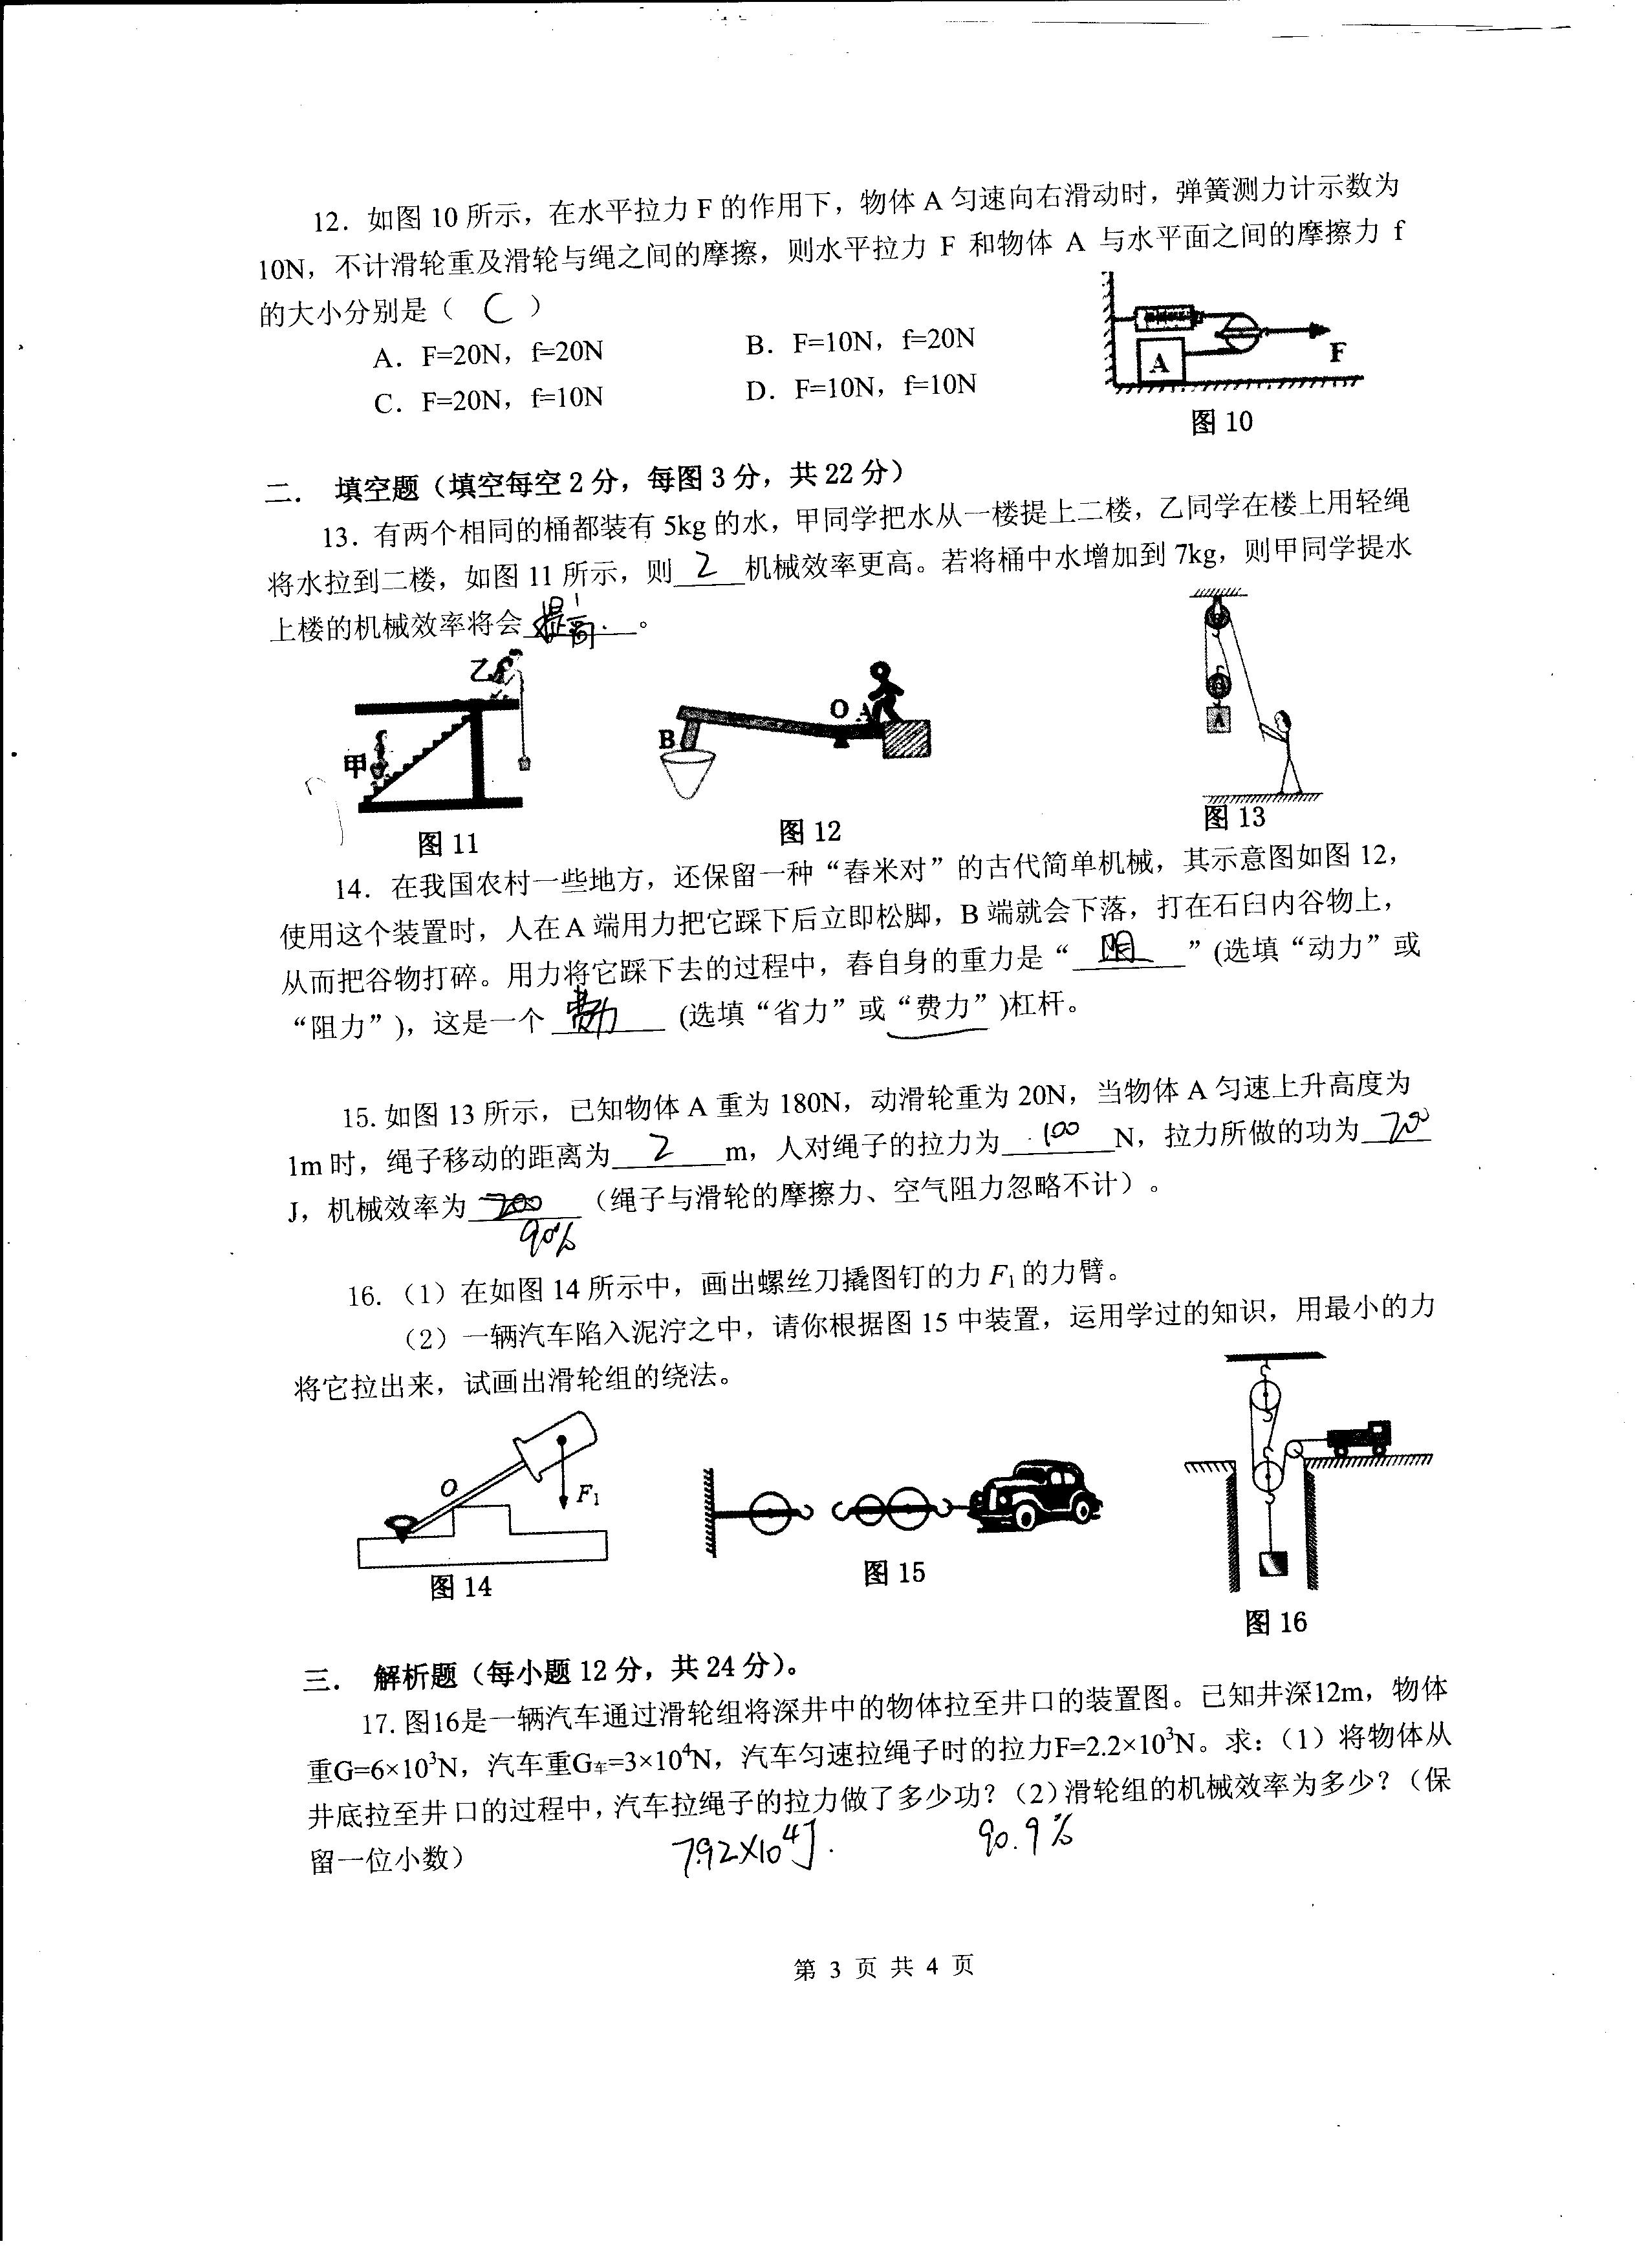 12．如图 10 所示，在水平拉力 F 的作用下，物体 A 匀速向右滑动时，弹簧测力计示数为
10N，不计滑轮重及滑轮与绳之间的摩擦，则水平拉力 F 和物体 A 与水平面之间的摩擦力 f
的大小分别是（ C ）
A．F=20N，f=20N B．F=10N，f=20N
C．F=20N，f=10N D．F=10N，f=10N
A F
图 10
二． 填空题（填空每空 2 分，每图 3 分，共 22 分）
13．有两个相同的桶都装有 5kg 的水，甲同学把水从一楼提上二楼，乙同学在楼上用轻绳
将水拉到二楼，如图 11 所示，则 乙 机械效率更高。若将桶中水增加到 7kg，则甲同学提水
上楼的机械效率将会 提高 。
乙 甲
O A B
A
图 11 图 12 图 13
14．在我国农村一些地方，还保留一种“舂米对”的古代简单机械，其示意图如图 12，
使用这个装置时，人在 A 端用力把它踩下后立即松脚，B 端就会下落，打在石臼内谷物上，
从而把谷物打碎。用力将它踩下去的过程中，舂自身的重力是“ 阻 ”(选填“动力”或
“阻力”)，这是一个 费力 (选填“省力”或“费力”)杠杆。
15. 如图 13 所示，已知物体 A 重为 180N，动滑轮重为 20N，当物体 A 匀速上升高度为
1m 时，绳子移动的距离为 2 m，人对绳子的拉力为 100 N，拉力所做的功为 200
J，机械效率为 （绳子与滑轮的摩擦力、空气阻力忽略不计）。
90%
16.（1）在如图 14 所示中，画出螺丝刀撬图钉的力 F₁ 的力臂。
（2）一辆汽车陷入泥泞之中，请你根据图 15 中装置，运用学过的知识，用最小的力
将它拉出来，试画出滑轮组的绕法。
O F₁
图 14 图 15 图 16
三． 解析题（每小题 12 分，共 24 分）。
17. 图16是一辆汽车通过滑轮组将深井中的物体拉至井口的装置图。已知井深12m，物体
重G=6×10³N，汽车重G车=3×10⁴N，汽车匀速拉绳子时的拉力F=2.2×10³N。求：（1）将物体从
井底拉至井口的过程中，汽车拉绳子的拉力做了多少功？（2）滑轮组的机械效率为多少？（保
留一位小数） 7.92×10⁴J. 90.9%
第 3 页 共 4 页